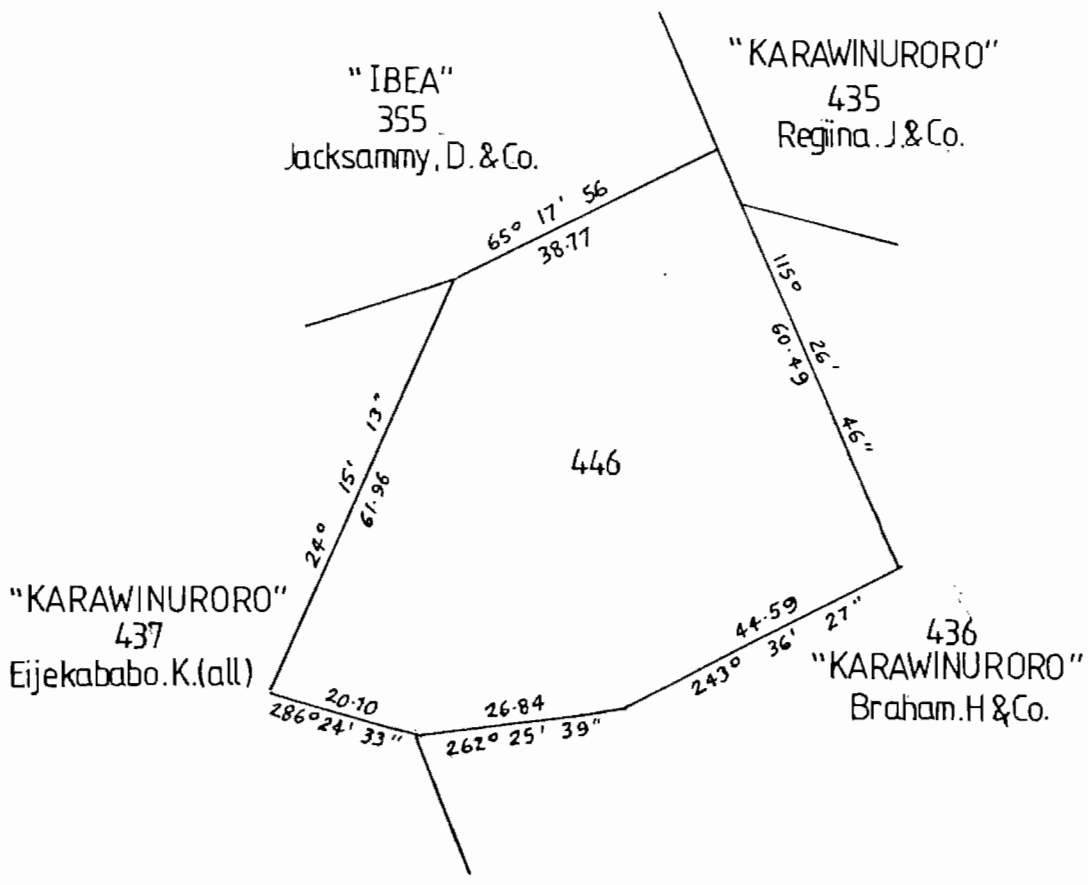 "IBEA"
355
Jacksammy, D. & Co.
"KARAWINURORO"
435
Regiina. J. & Co.
65° 17' 56
38·77
115° 26' 46"
60·49
24° 15' 13"
61·96
446
"KARAWINURORO"
437
Eijekababo. K. (all)
20·10
286° 24' 33"
26·84
262° 25' 39"
44·59
243° 36' 27"
436
"KARAWINURORO"
Braham. H & Co.